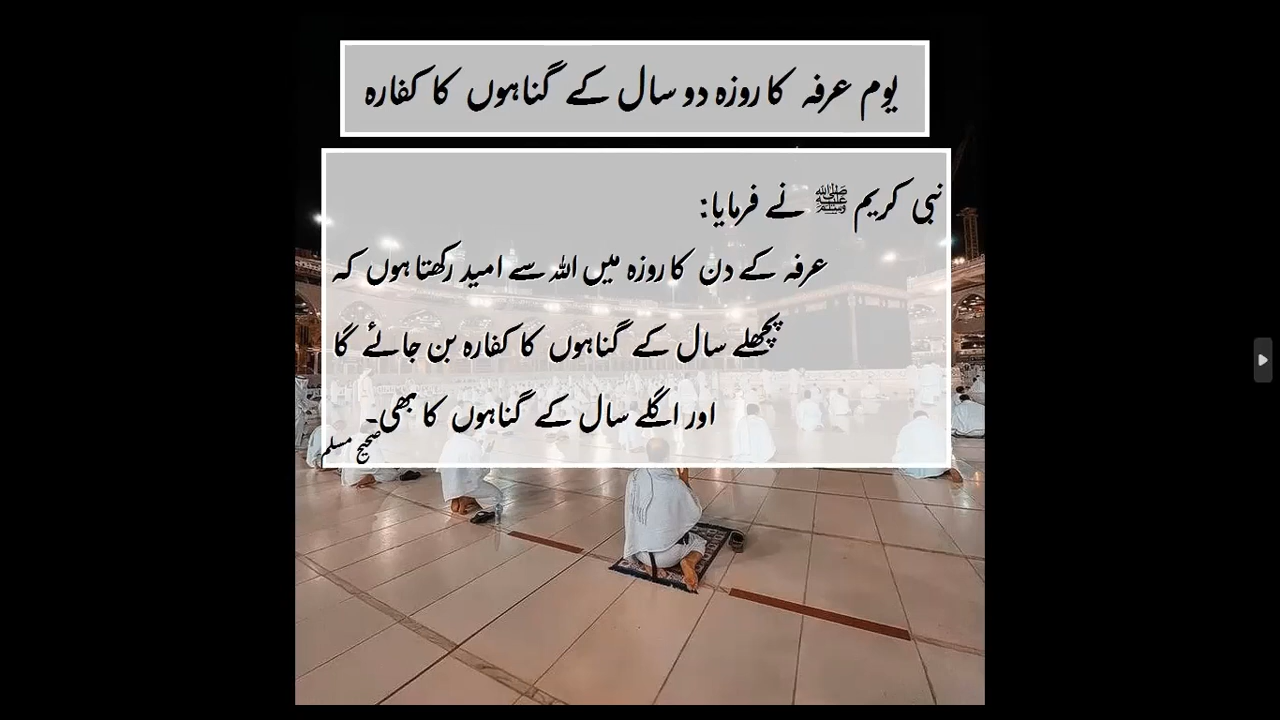 یوم عرفہ کا روزہ دو سال کے گناہوں کا کفارہ
نبی کریم ﷺ نے فرمایا:
عرفہ کے دن کا روزہ میں اللہ سے امید رکھتا ہوں کہ
پچھلے سال کے گناہوں کا کفارہ بن جائے گا
اور اگلے سال کے گناہوں کا بھی۔
صحیح مسلم